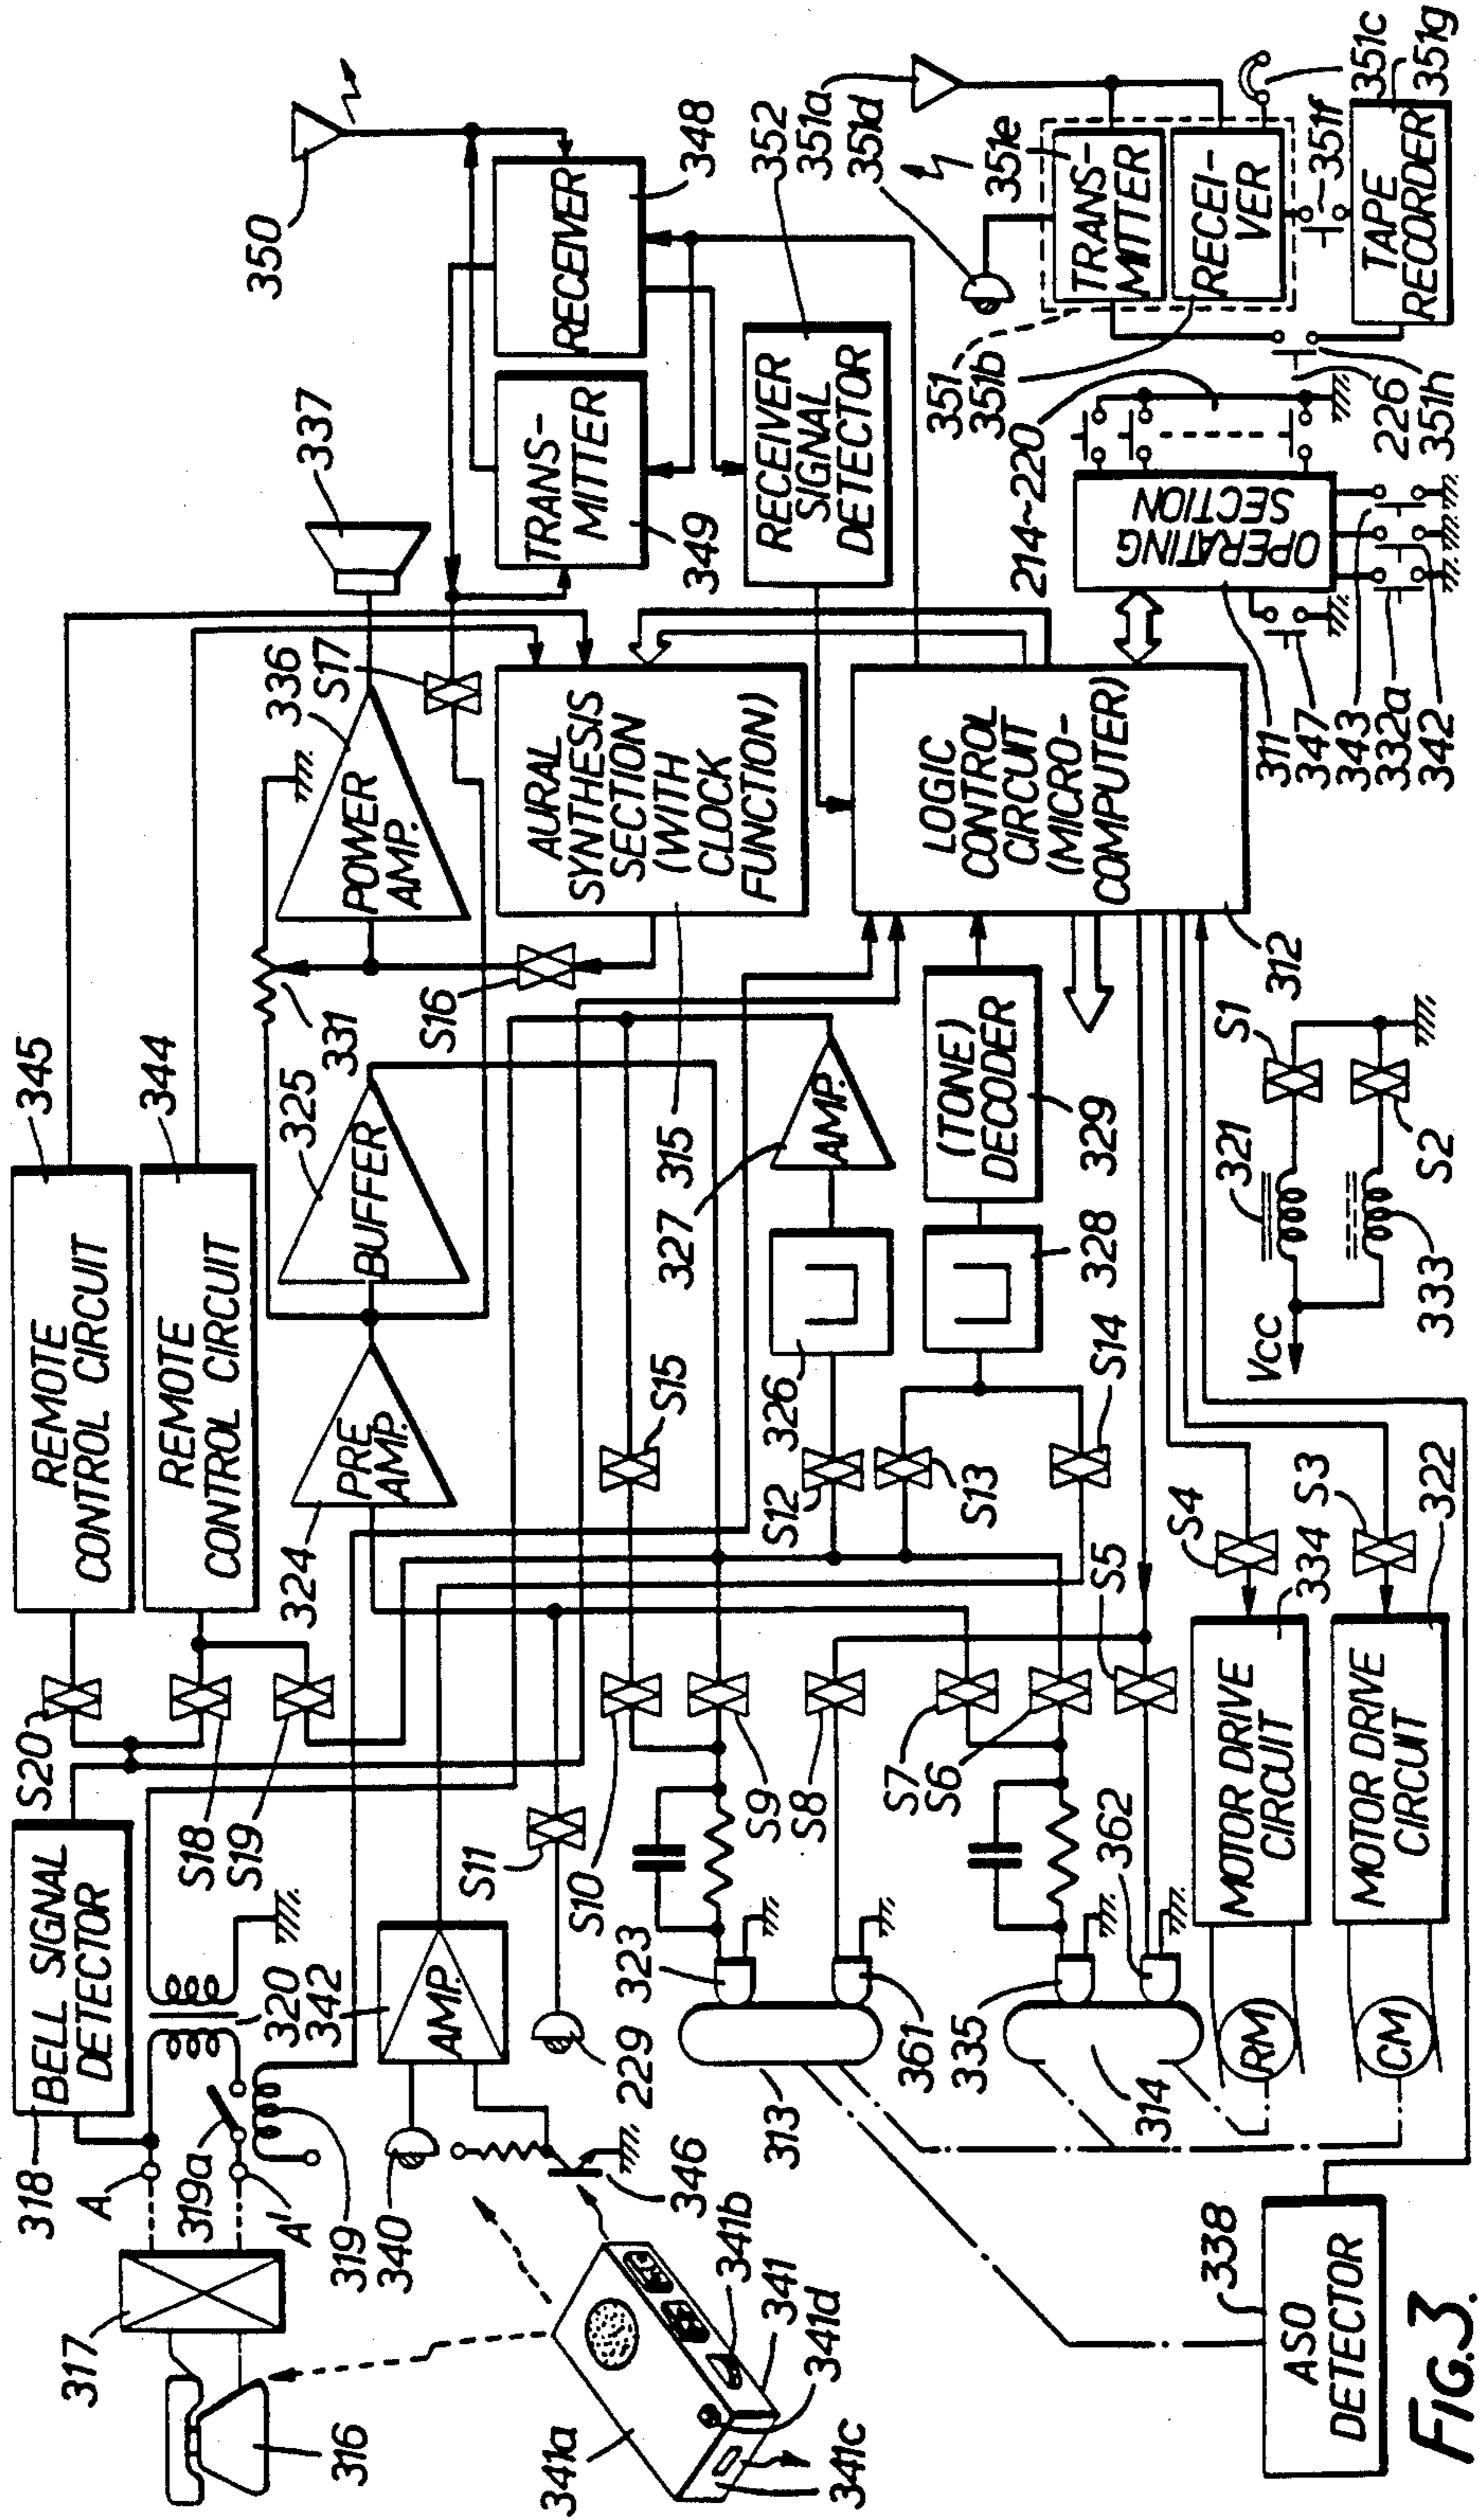 345
REMOTE
CONTROL CIRCUIT
344
REMOTE
CONTROL CIRCUIT
S20
318
BELL SIGNAL
DETECTOR
S18
S19
A
319a
A'
319
317
316
320
342
340
AMP.
346
229
S11
324
PRE
AMP.
325
BUFFER
331
336
POWER
AMP.
S17
337
350
RECEIVER
348
TRANS-
MITTER
349
352
RECEIVER
SIGNAL
DETECTOR
S16
AURAL
SYNTHESIS
SECTION
(WITH
CLOCK
FUNCTION)
315
327
AMP.
S15
326
S12
S10
S9
323
361
313
341a
341b
341
341d
341c
S8
S13
S14
328
329
(TONE)
DECODER
LOGIC
CONTROL
CIRCUIT
(MICRO-
COMPUTER)
312
S7
S6
S5
362
335
314
321
S1
333
S2
VCC
S4
334
S3
322
MOTOR DRIVE
CIRCUIT
RM
MOTOR DRIVE
CIRCUIT
CM
338
ASO
DETECTOR
351a
351d
351e
TRANS-
MITTER
RECEI-
VER
351
351b
351c
351f
351g
TAPE
RECORDER
214~220
OPERATING
SECTION
226
351h
311
347
343
332a
342
FIG.3.